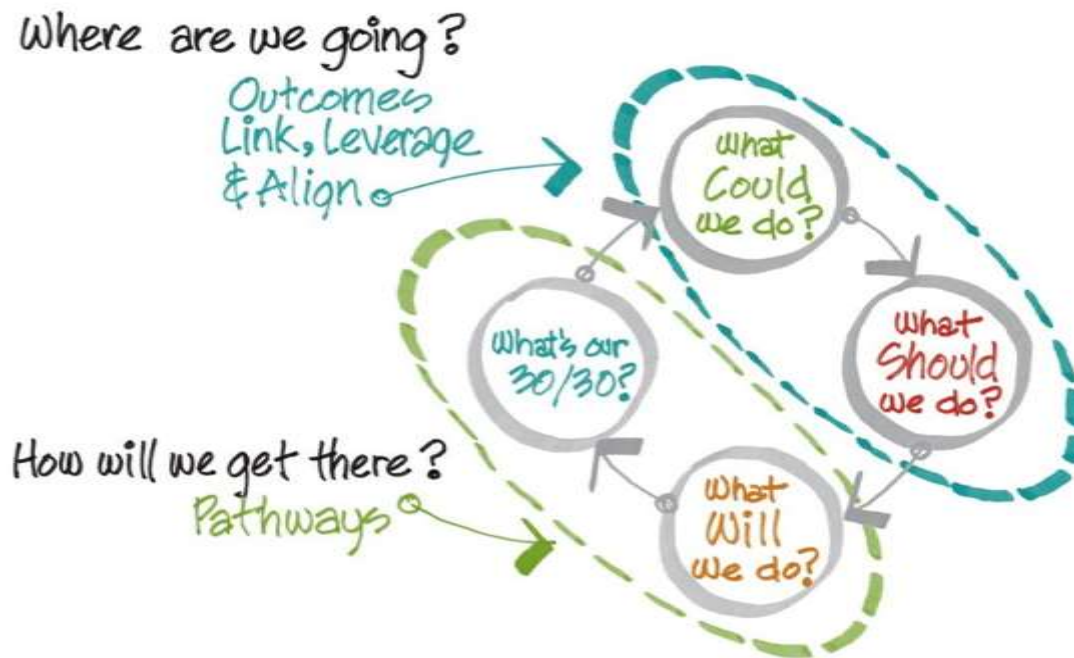 Where are we going?
Outcomes
Link, Leverage
& Align
What
Could
we do?
What
Should
we do?
What's our
30/30?
How will we get there?
Pathways
What
Will
we do?